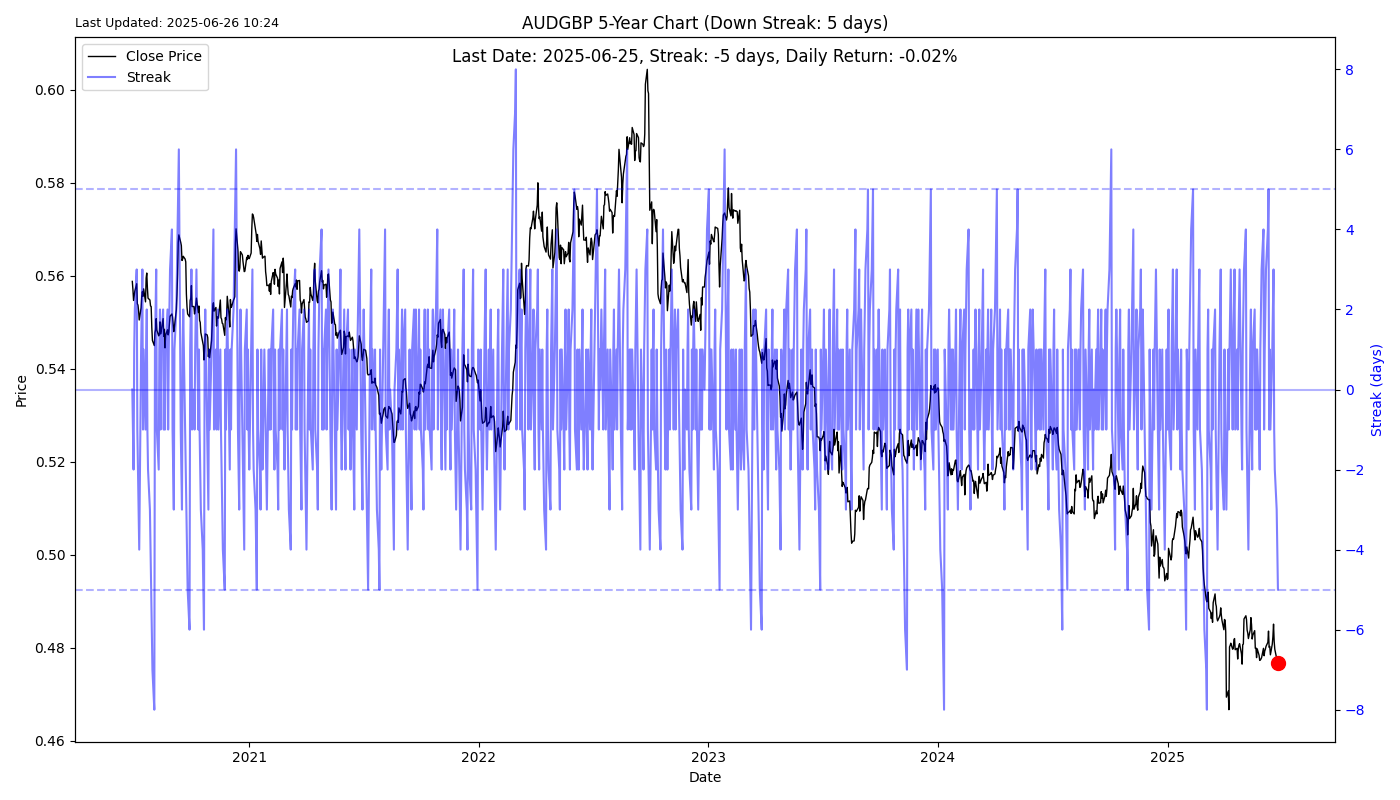 Last Updated: 2025-06-26 10:24
AUDGBP 5-Year Chart (Down Streak: 5 days)
Last Date: 2025-06-25, Streak: -5 days, Daily Return: -0.02%
Close Price
Streak
0.60
0.58
0.56
0.54
0.52
0.50
0.48
0.46
Price
8
6
4
2
0
−2
−4
−6
−8
Streak (days)
2021
2022
2023
2024
2025
Date